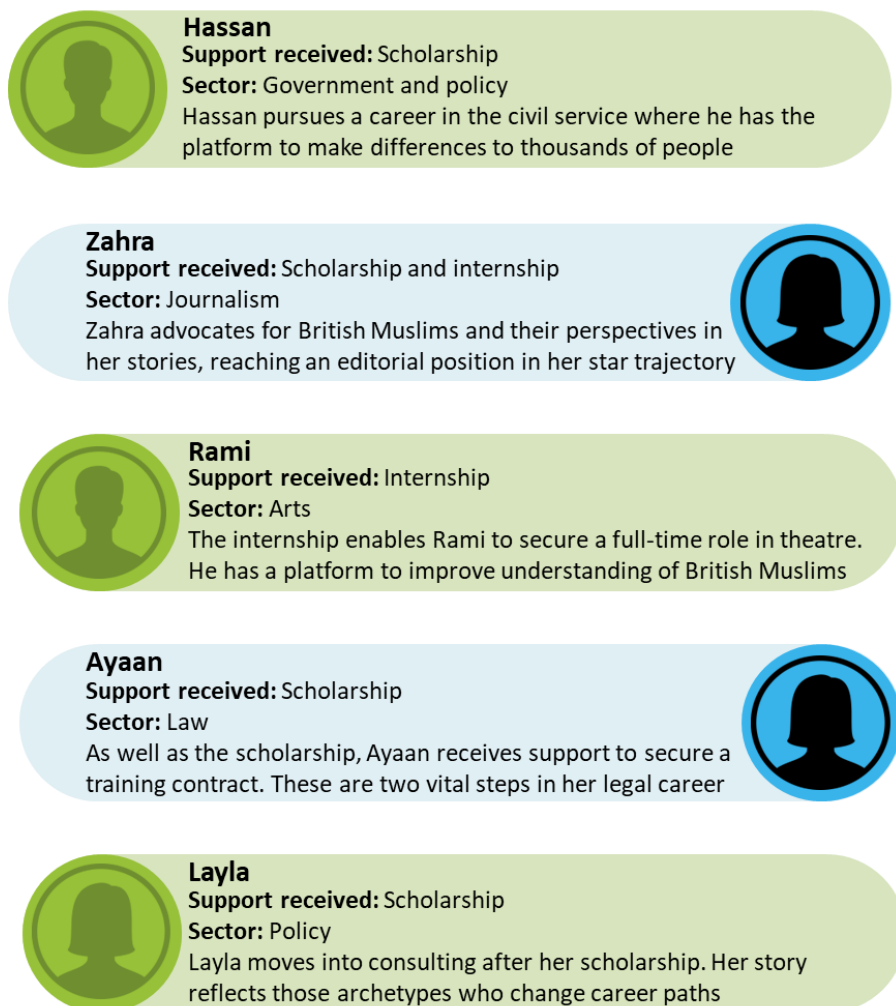 Hassan
Support received: Scholarship
Sector: Government and policy
Hassan pursues a career in the civil service where he has the
platform to make differences to thousands of people
Zahra
Support received: Scholarship and internship
Sector: Journalism
Zahra advocates for British Muslims and their perspectives in
her stories, reaching an editorial position in her star trajectory
Rami
Support received: Internship
Sector: Arts
The internship enables Rami to secure a full-time role in theatre.
He has a platform to improve understanding of British Muslims
Ayaan
Support received: Scholarship
Sector: Law
As well as the scholarship, Ayaan receives support to secure a
training contract. These are two vital steps in her legal career
Layla
Support received: Scholarship
Sector: Policy
Layla moves into consulting after her scholarship. Her story
reflects those archetypes who change career paths